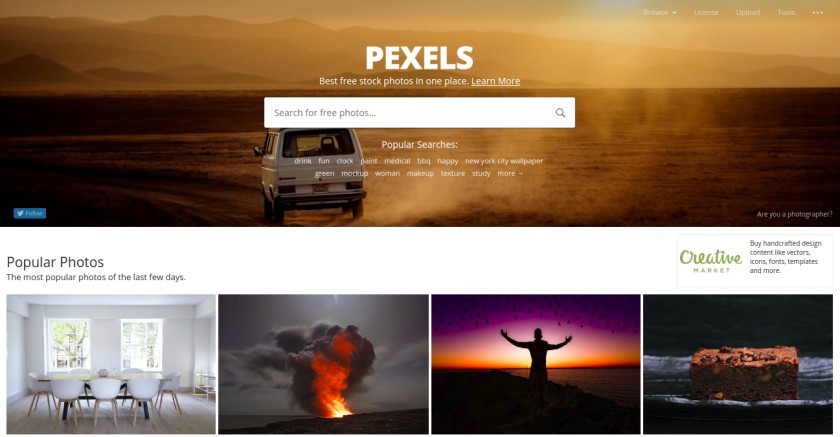 Browse License Upload Tools
PEXELS
Best free stock photos in one place. Learn More
Search for free photos...
Popular Searches:
drink fun clock paint medical bbq happy new york city wallpaper
green mockup woman makeup texture study more →
Follow
Are you a photographer?
Popular Photos
The most popular photos of the last few days.
Creative
MARKET
Buy handcrafted design
content like vectors,
icons, fonts, templates
and more.